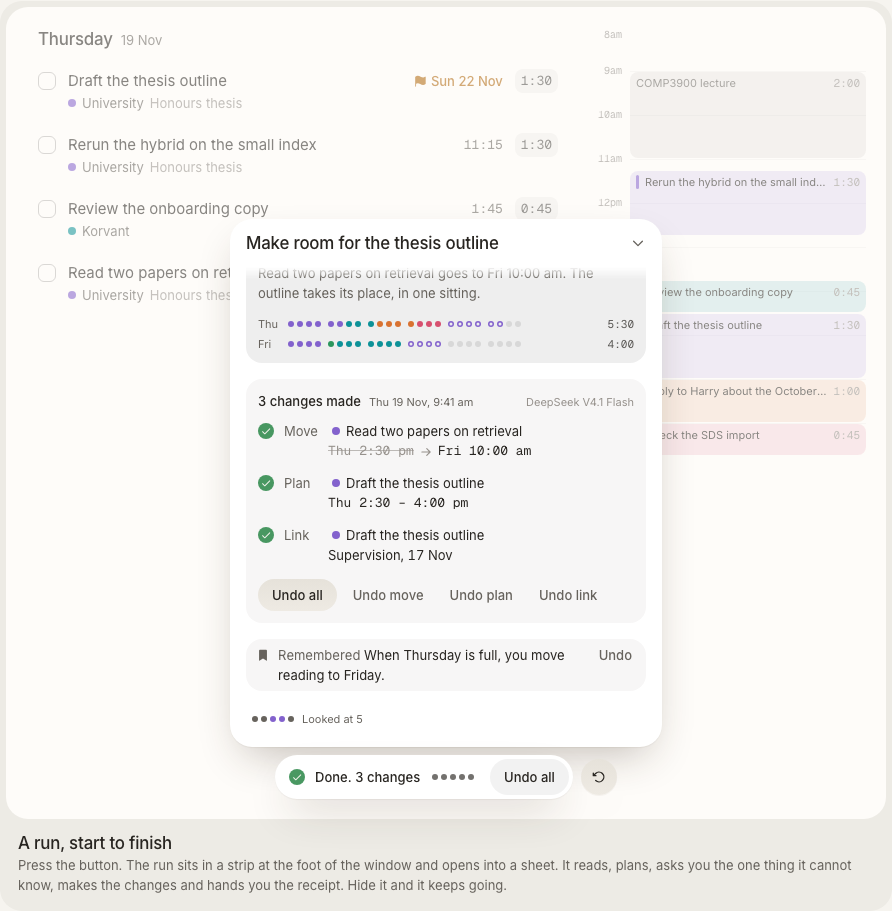 Thursday 19 Nov
Draft the thesis outline
Sun 22 Nov 1:30
University Honours thesis
Rerun the hybrid on the small index
11:15 1:30
University Honours thesis
Review the onboarding copy
1:45 0:45
Korvant
Read two papers on ret
University Honours thes
8am
9am
COMP3900 lecture 2:00
10am
11am
Rerun the hybrid on the small ind... 1:30
12pm
view the onboarding copy 0:45
ft the thesis outline 1:30
ply to Harry about the October... 1:00
eck the SDS import 0:45
Make room for the thesis outline
Read two papers on retrieval goes to Fri 10:00 am. The
outline takes its place, in one sitting.
Thu 5:30
Fri 4:00
3 changes made Thu 19 Nov, 9:41 am DeepSeek V4.1 Flash
Move Read two papers on retrieval
Thu 2:30 pm → Fri 10:00 am
Plan Draft the thesis outline
Thu 2:30 – 4:00 pm
Link Draft the thesis outline
Supervision, 17 Nov
Undo all Undo move Undo plan Undo link
Remembered When Thursday is full, you move Undo
reading to Friday.
Looked at 5
Done. 3 changes Undo all
A run, start to finish
Press the button. The run sits in a strip at the foot of the window and opens into a sheet. It reads, plans, asks you the one thing it cannot
know, makes the changes and hands you the receipt. Hide it and it keeps going.